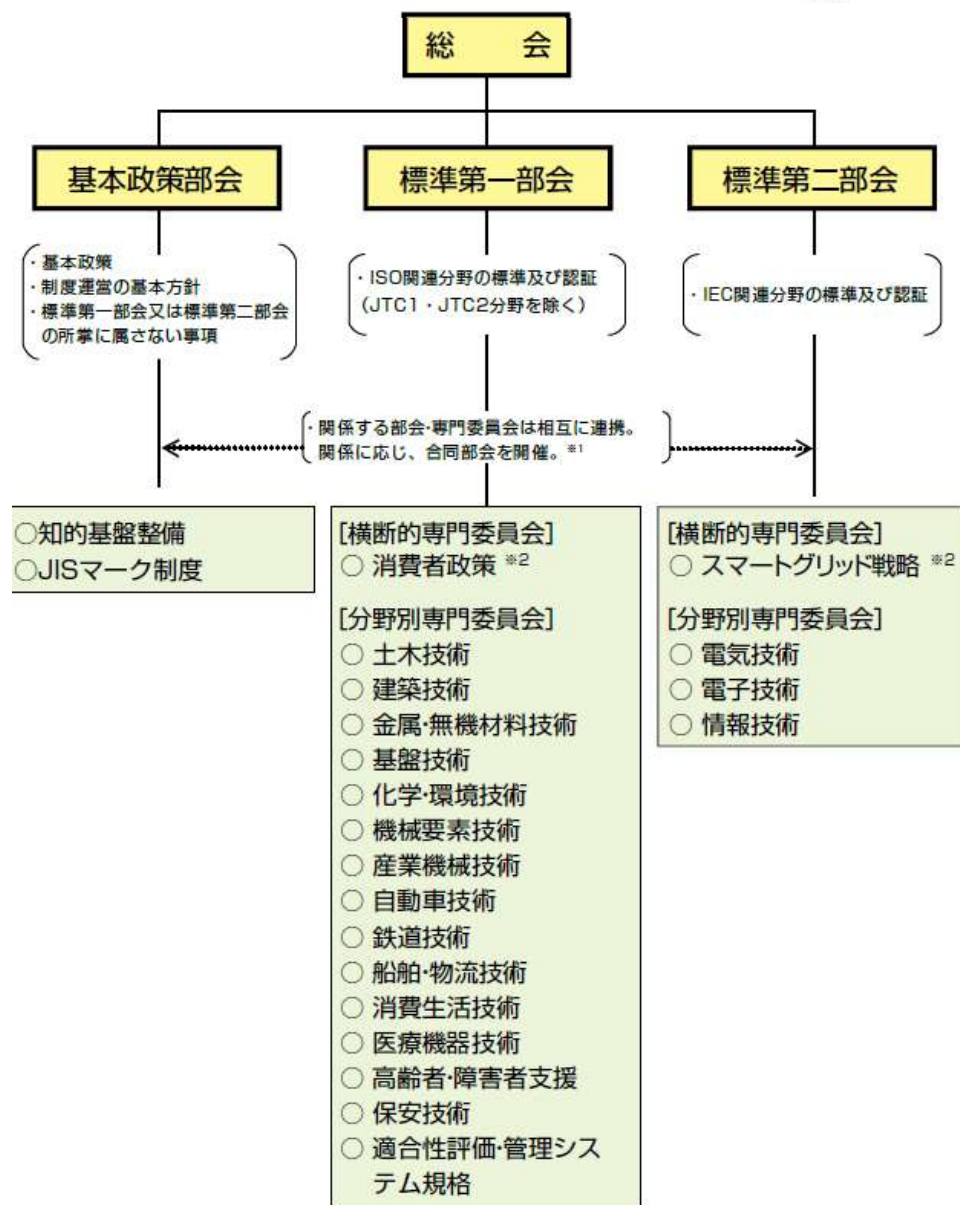 総　会
基本政策部会
標準第一部会
標準第二部会
・基本政策
・制度運営の基本方針
・標準第一部会又は標準第二部会
の所掌に属さない事項
・ISO関連分野の標準及び認証
（JTC1・JTC2分野を除く）
・IEC関連分野の標準及び認証
・関係する部会・専門委員会は相互に連携。
関係に応じ、合同部会を開催。※1
○知的基盤整備
○JISマーク制度
[横断的専門委員会]
○ 消費者政策 ※2
[分野別専門委員会]
○ 土木技術
○ 建築技術
○ 金属・無機材料技術
○ 基盤技術
○ 化学・環境技術
○ 機械要素技術
○ 産業機械技術
○ 自動車技術
○ 鉄道技術
○ 船舶・物流技術
○ 消費生活技術
○ 医療機器技術
○ 高齢者・障害者支援
○ 保安技術
○ 適合性評価・管理シス
テム規格
[横断的専門委員会]
○ スマートグリッド戦略 ※2
[分野別専門委員会]
○ 電気技術
○ 電子技術
○ 情報技術